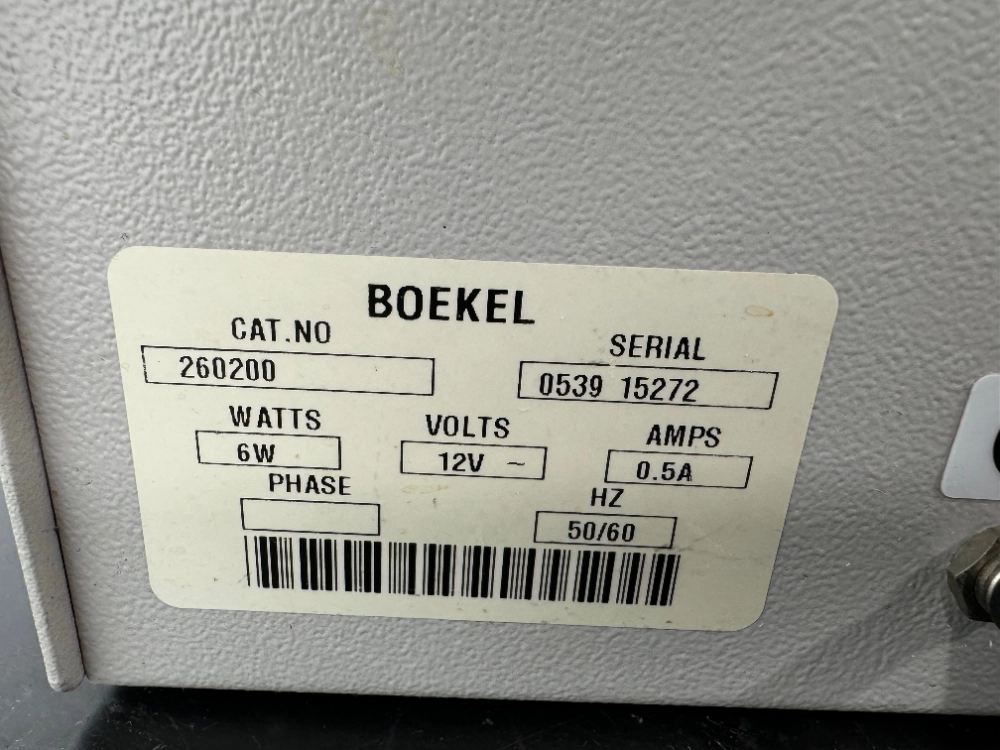 BOEKEL
CAT.NO SERIAL
260200 0539 15272
WATTS VOLTS AMPS
6W 12V ~ 0.5A
PHASE HZ
50/60